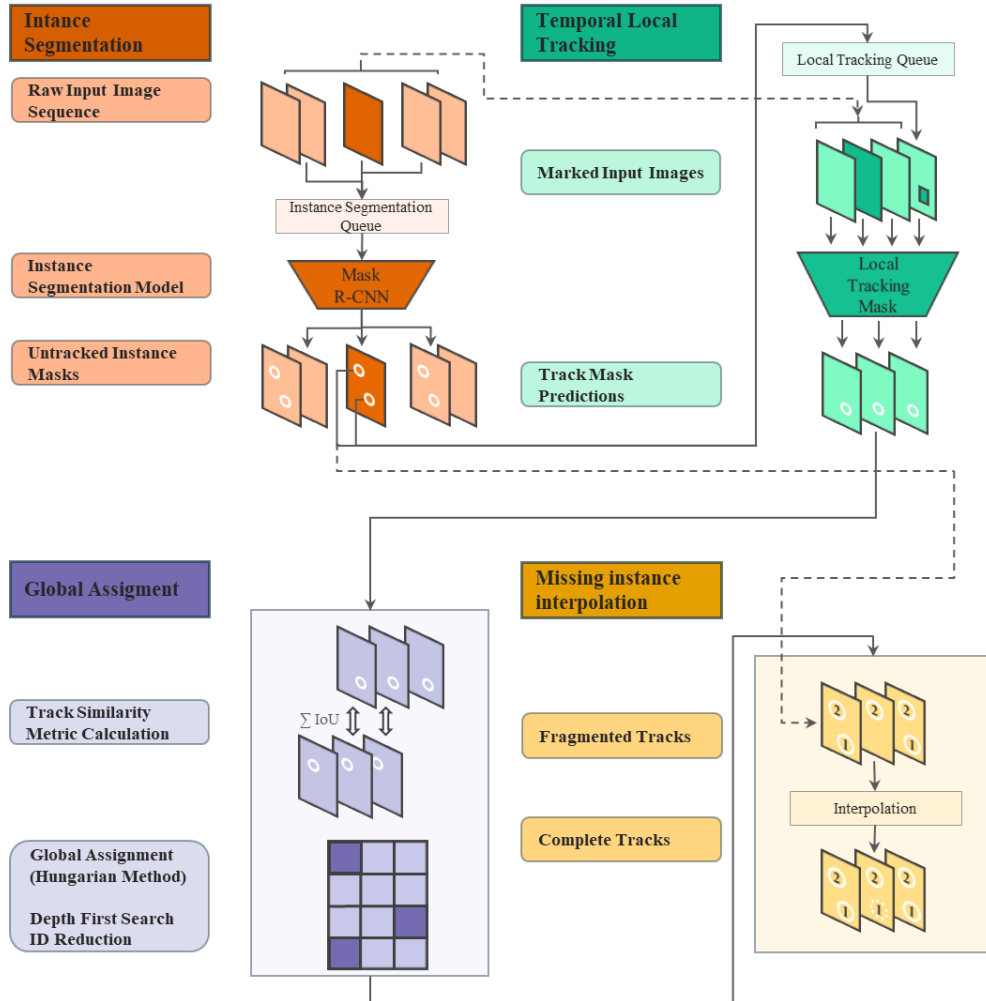 Intance
Segmentation
Temporal Local
Tracking
Local Tracking Queue
Raw Input Image
Sequence
Marked Input Images
Instance Segmentation
Queue
Instance
Segmentation Model
Mask
R-CNN
Local
Tracking
Mask
Untracked Instance
Masks
Track Mask
Predictions
Global Assigment
Missing instance
interpolation
Track Similarity
Metric Calculation
∑ IoU
Fragmented Tracks
2 2 2
1 1
Interpolation
Complete Tracks
2 2 2
1 1 1
Global Assignment
(Hungarian Method)
Depth First Search
ID Reduction